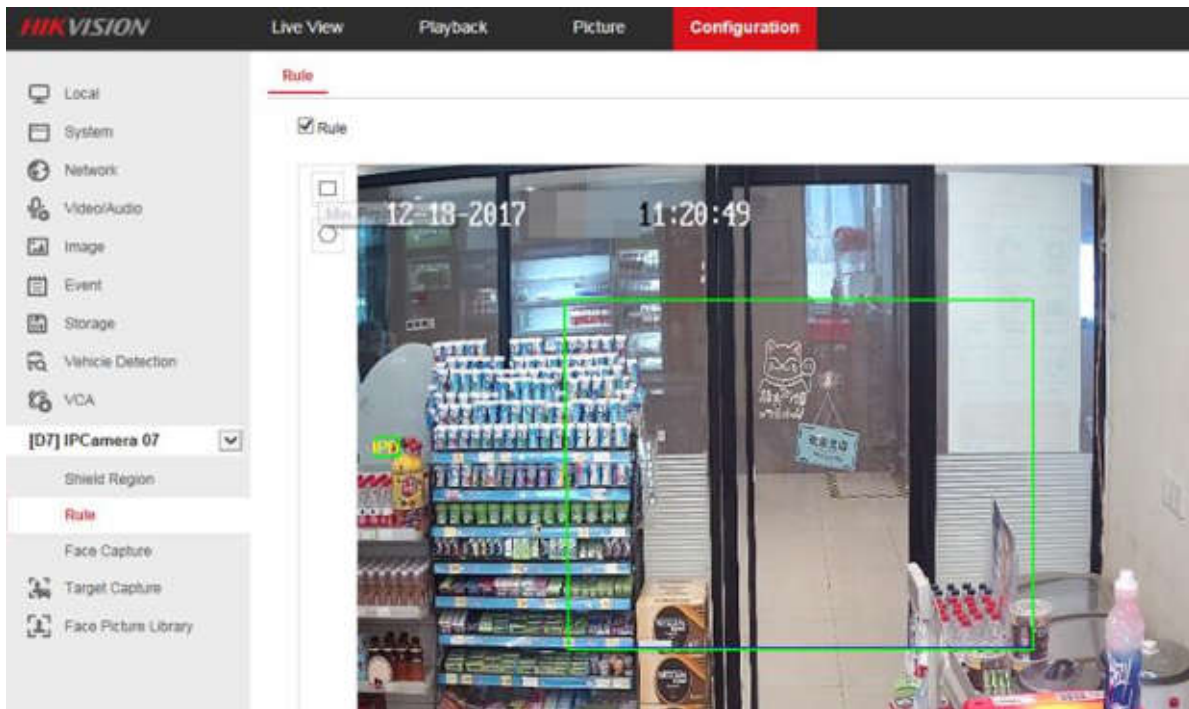 HIKVISION
Live View
Playback
Picture
Configuration
Rule
Rule
Local
System
Network
Video/Audio
Image
Event
Storage
Vehicle Detection
VCA
[D7] IPCamera 07
Shield Region
Rule
Face Capture
Target Capture
Face Picture Library
12-18-2017 11:20:49
IPD